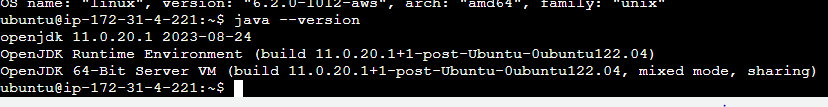 OS name: "linux", version: "6.2.0-1012-aws", arch: "amd64", family: "unix"
ubuntu@ip-172-31-4-221:~$ java --version
openjdk 11.0.20.1 2023-08-24
OpenJDK Runtime Environment (build 11.0.20.1+1-post-Ubuntu-0ubuntu122.04)
OpenJDK 64-Bit Server VM (build 11.0.20.1+1-post-Ubuntu-0ubuntu122.04, mixed mode, sharing)
ubuntu@ip-172-31-4-221:~$